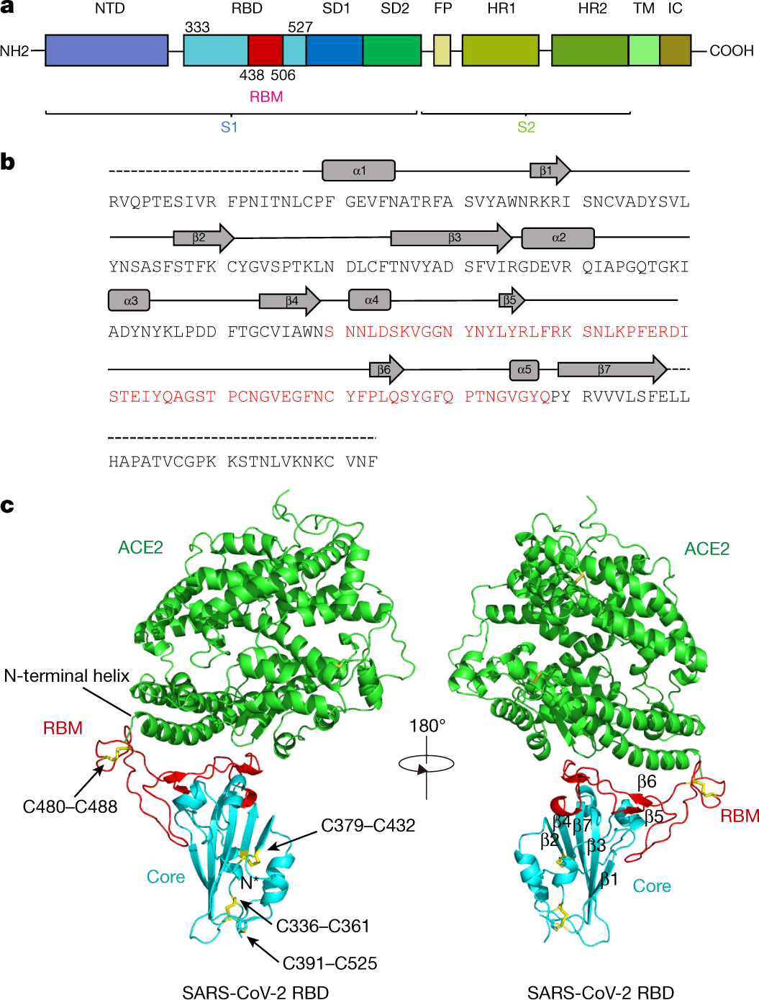 a
NTD RBD SD1 SD2 FP HR1 HR2 TM IC
333 527
NH2 COOH
438 506
RBM
S1 S2
b
α1 β1
RVQPTESIVR FPNITNLCPF GEVFNATRFA SVYAWNRKRI SNCVADYSVL
β2 β3 α2
YNSASFSTFK CYGVSPTKLN DLCFTNVYAD SFVIRGDEVR QIAPGQTGKI
α3 β4 α4 β5
ADYNYKLPDD FTGCVIAWNS NNLDSKVGGN YNYLYRLFRK SNLKPFERDI
β6 α5 β7
STEIYQAGST PCNGVEGFNC YFPLQSYGFQ PTNGVGYQPY RVVVLSFELL
HAPATVCGPK KSTNLVKNKC VNF
c
ACE2 ACE2
N-terminal helix
RBM
180°
C480–C488
C379–C432
Core
N*
C336–C361
C391–C525
SARS-CoV-2 RBD
β6
β5
RBM
β4 β7
β2 β3
β1
Core
SARS-CoV-2 RBD